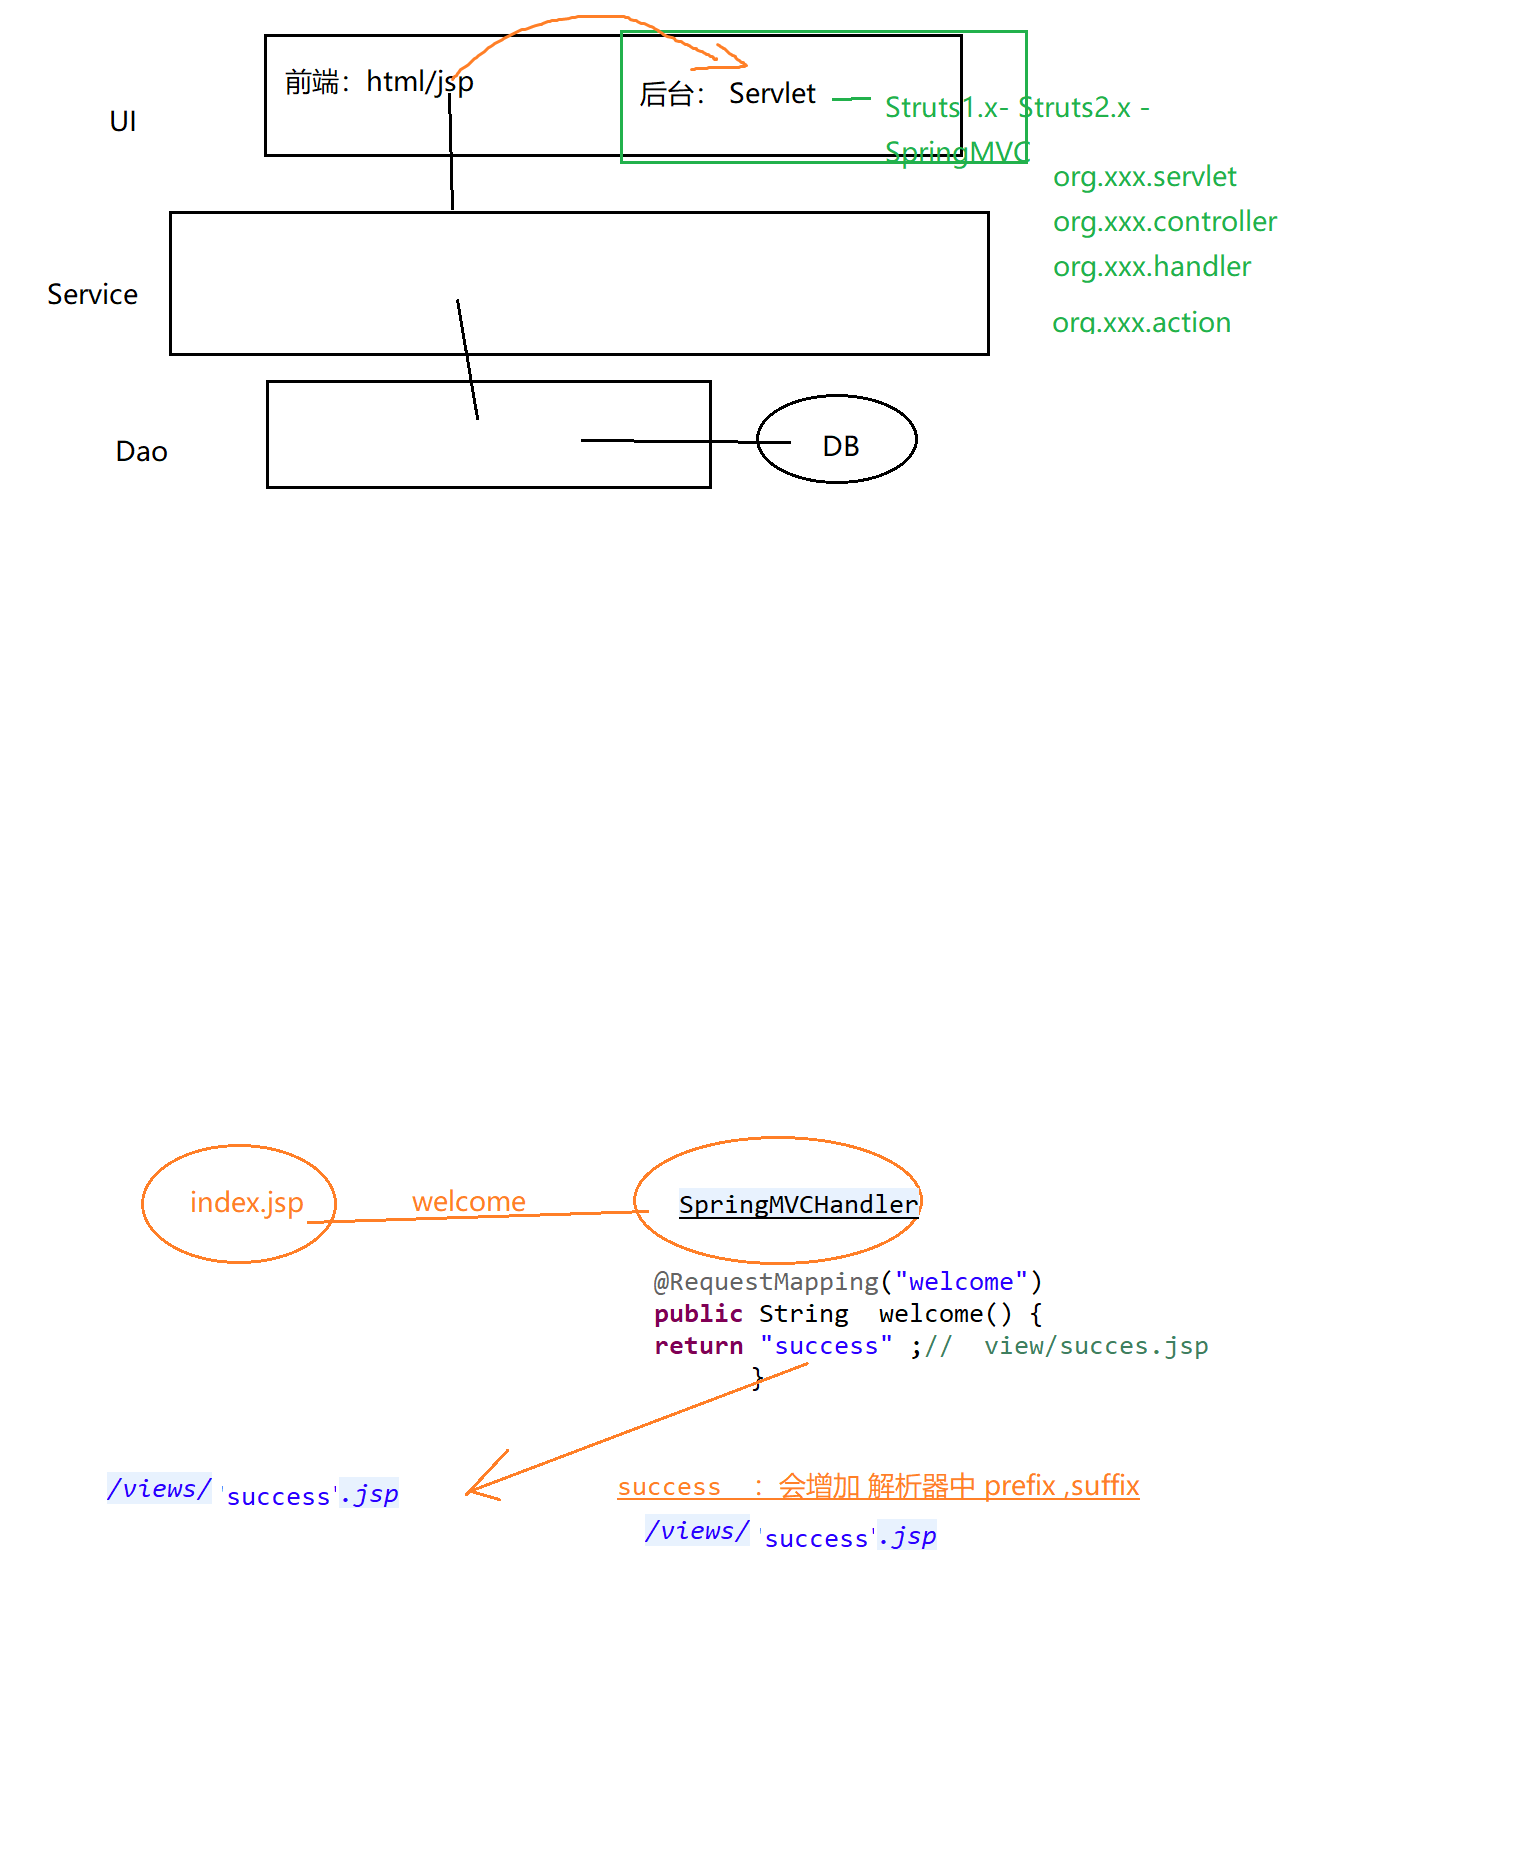 前端：html/jsp
后台： Servlet
Struts1.x- Struts2.x -
SpringMVC
UI
org.xxx.servlet
org.xxx.controller
org.xxx.handler
org.xxx.action
Service
Dao
DB
index.jsp
welcome
SpringMVCHandler
@RequestMapping("welcome")
public String  welcome() {
return "success" ;//  view/succes.jsp
}
/views/ 'success' .jsp
success  ：会增加 解析器中 prefix ,suffix
/views/ 'success' .jsp